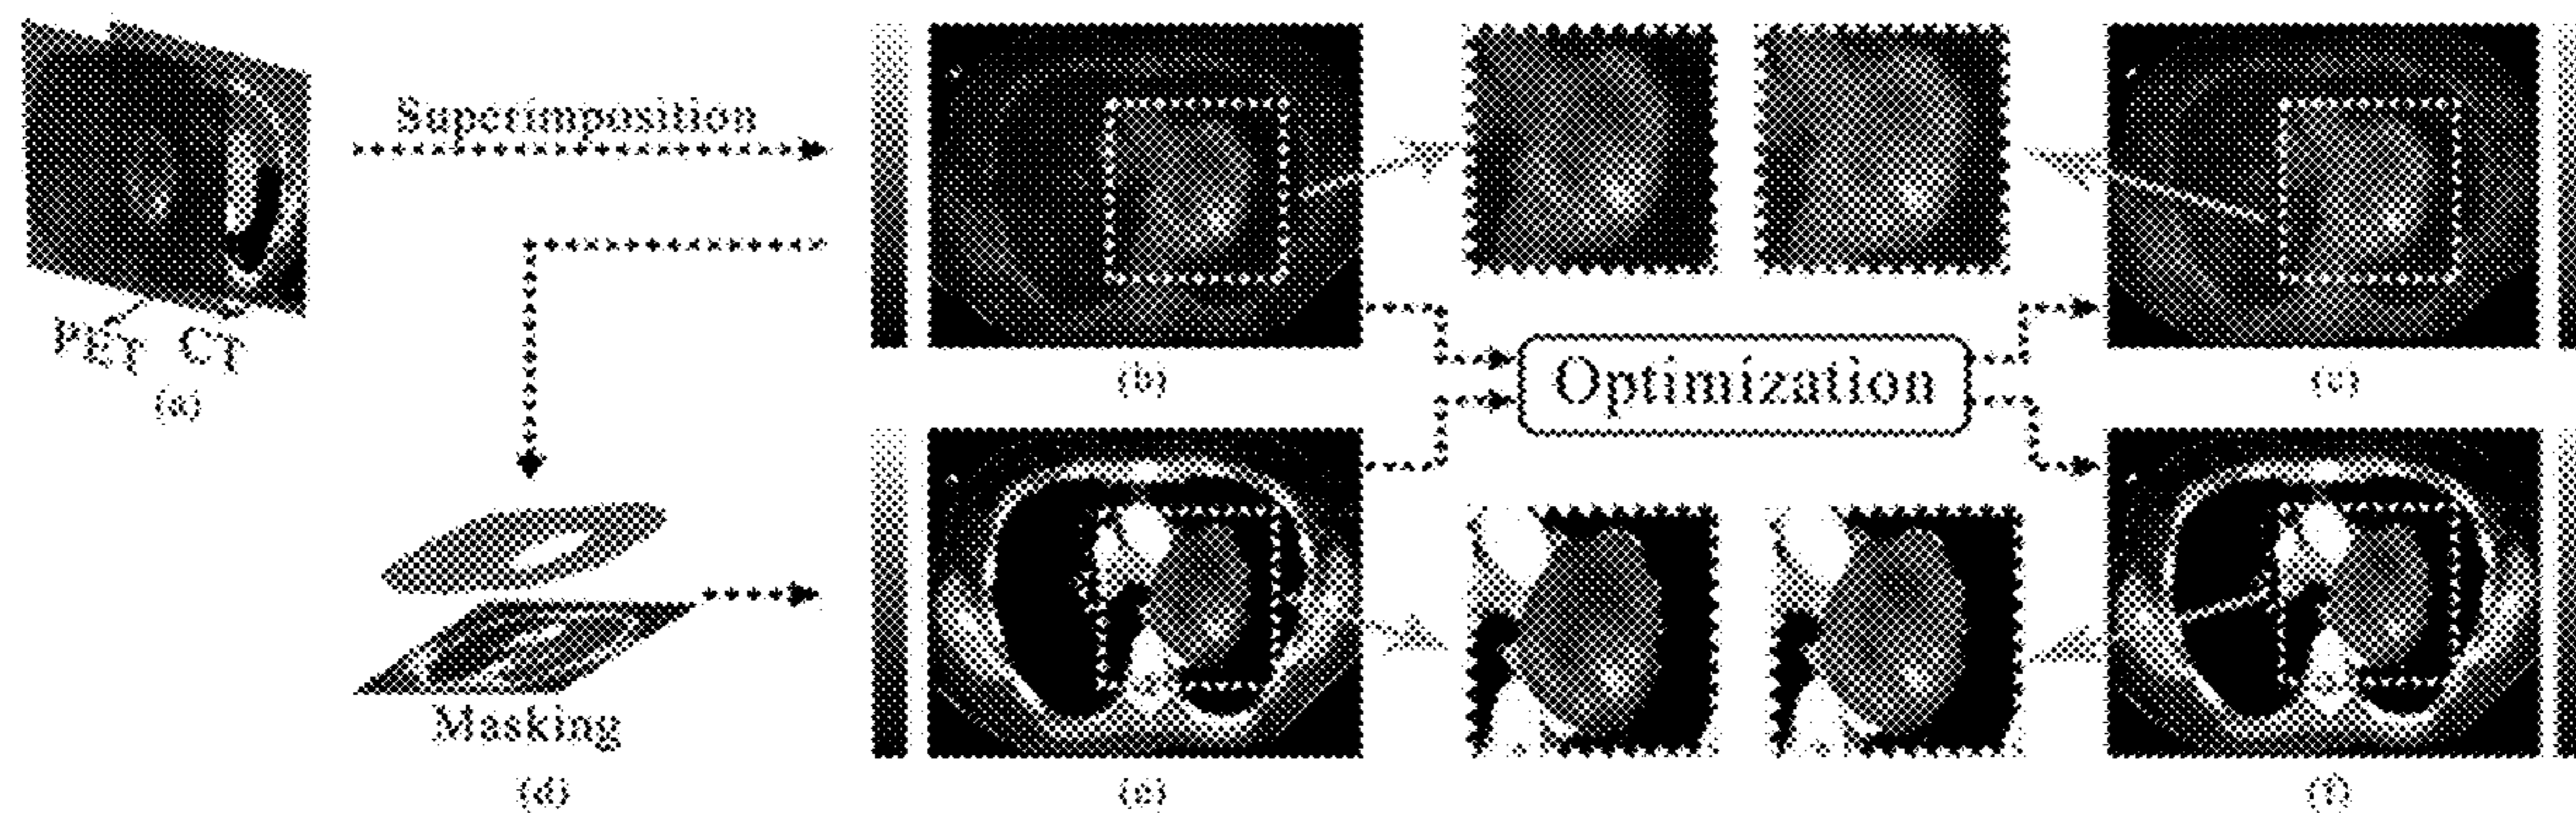 Superimposition
PET CT
(a)
(b)
(c)
Optimization
Masking
(d)
(e)
(f)